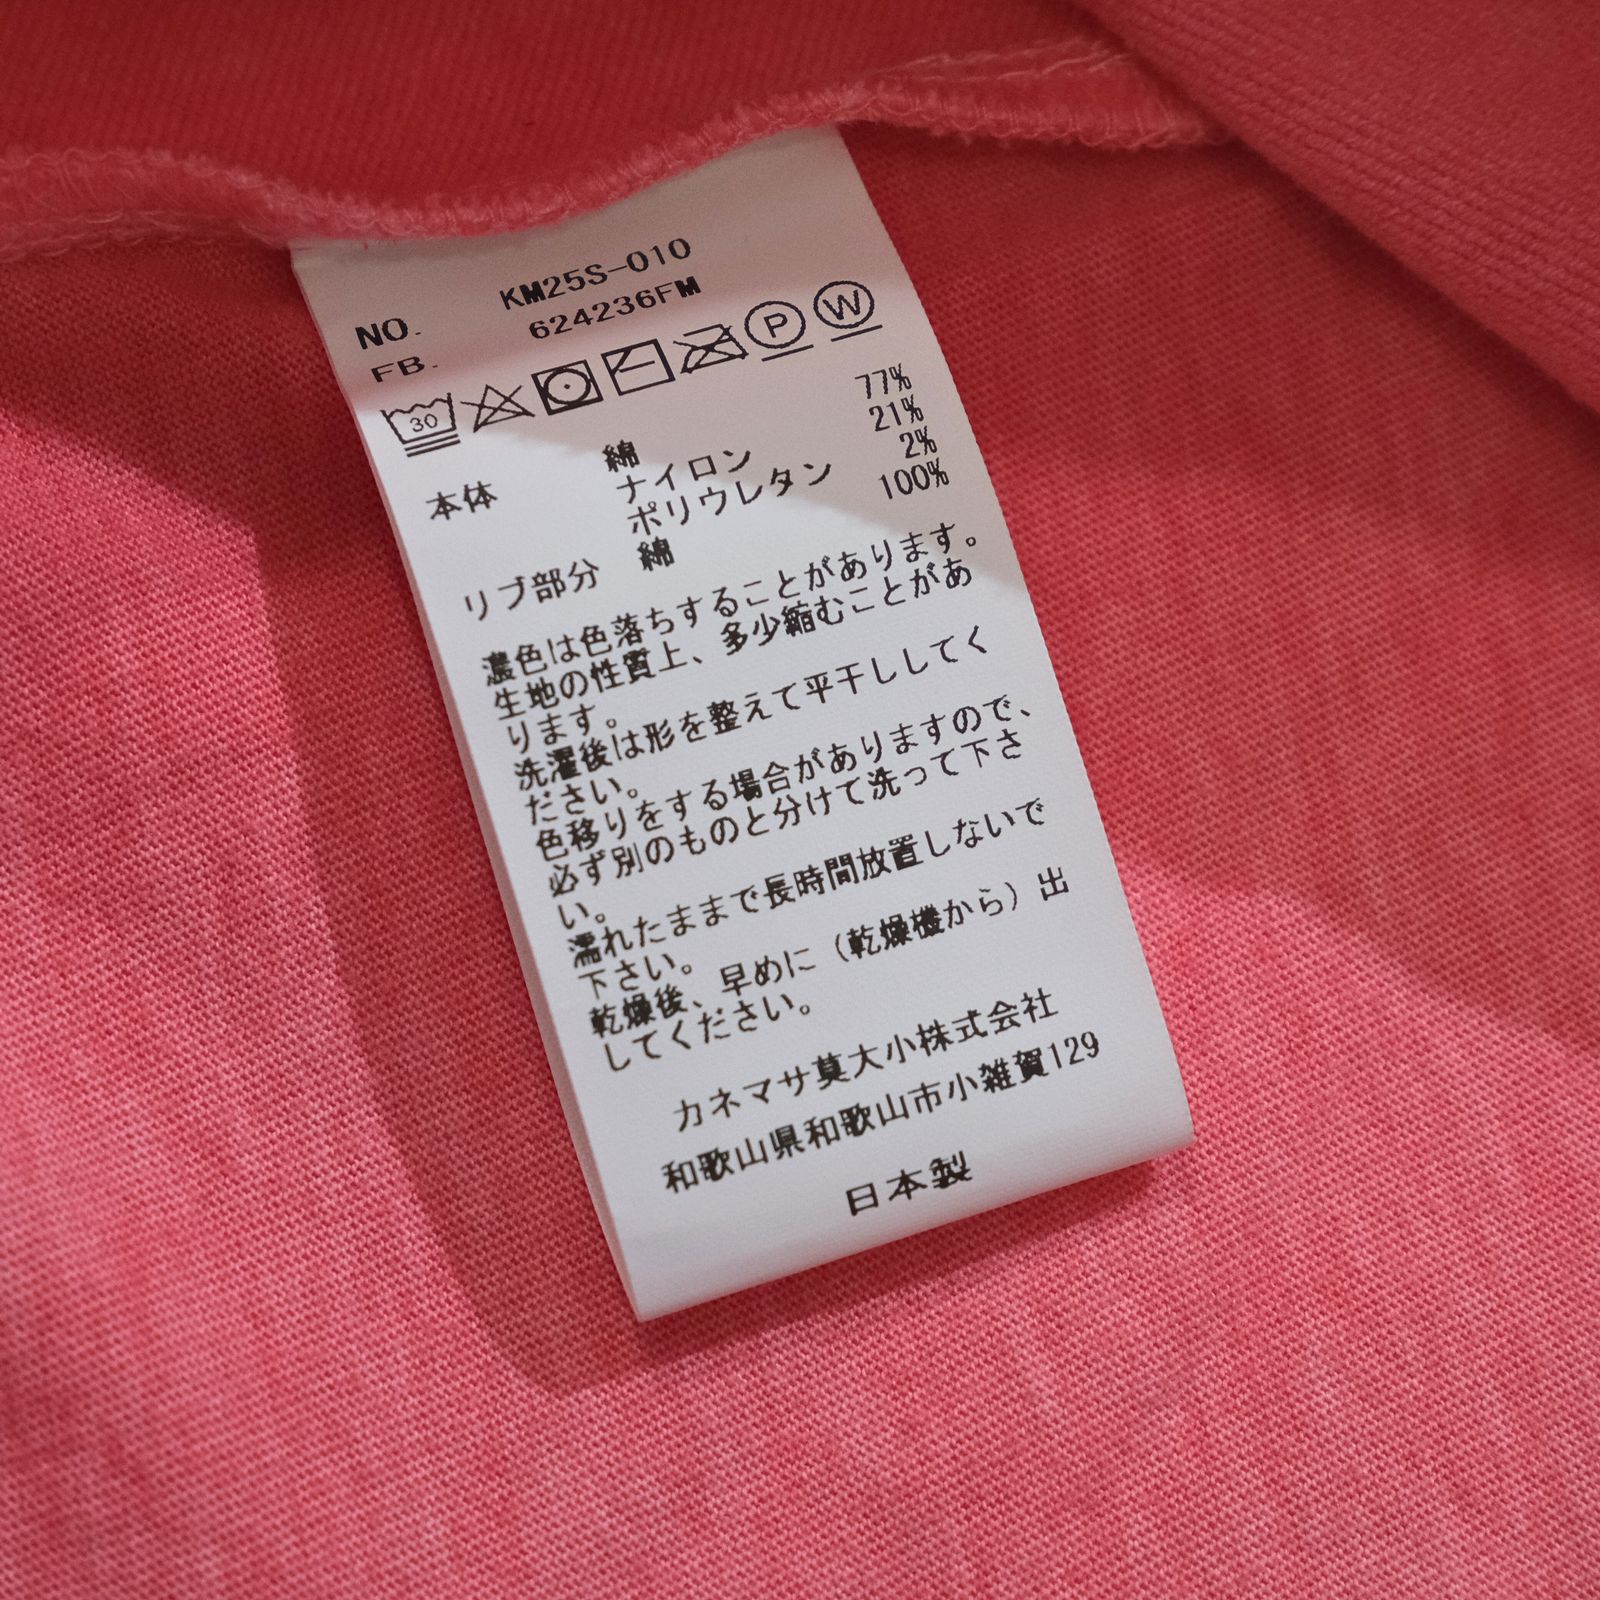 NO. KM25S-010
FB. 624236FM
30 P W
本体 綿 77%
ナイロン 21%
ポリウレタン 2%
リブ部分 綿 100%
濃色は色落ちすることがあります。
生地の性質上、多少縮むことがあ
ります。
洗濯後は形を整えて平干ししてく
ださい。
色移りをする場合がありますので、
必ず別のものと分けて洗って下さ
い。
濡れたままで長時間放置しないで
下さい。
乾燥後、早めに(乾燥機から)出
してください。
カネマサ莫大小株式会社
和歌山県和歌山市小雑賀129
日本製